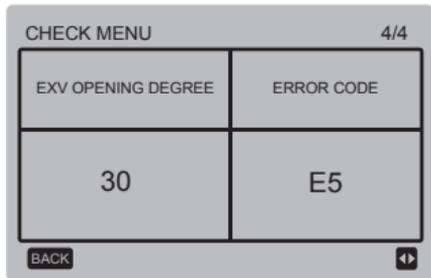 CHECK MENU 4/4
EXV OPENING DEGREE ERROR CODE
30 E5
BACK